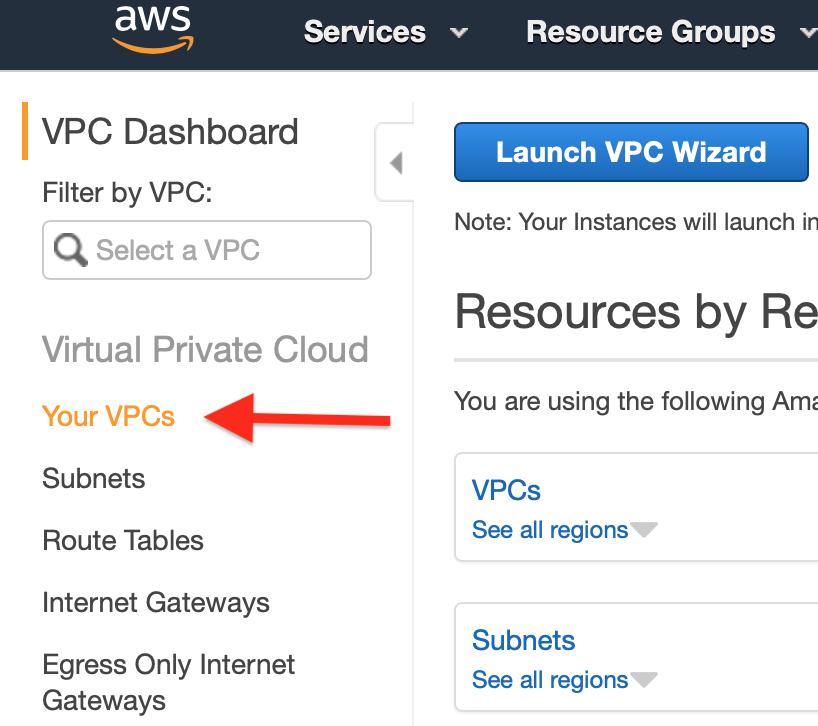 aws
Services
Resource Groups
VPC Dashboard
Filter by VPC:
Select a VPC
Virtual Private Cloud
Your VPCs
Subnets
Route Tables
Internet Gateways
Egress Only Internet
Gateways
Launch VPC Wizard
Note: Your Instances will launch in
Resources by Re
You are using the following Ama
VPCs
See all regions
Subnets
See all regions